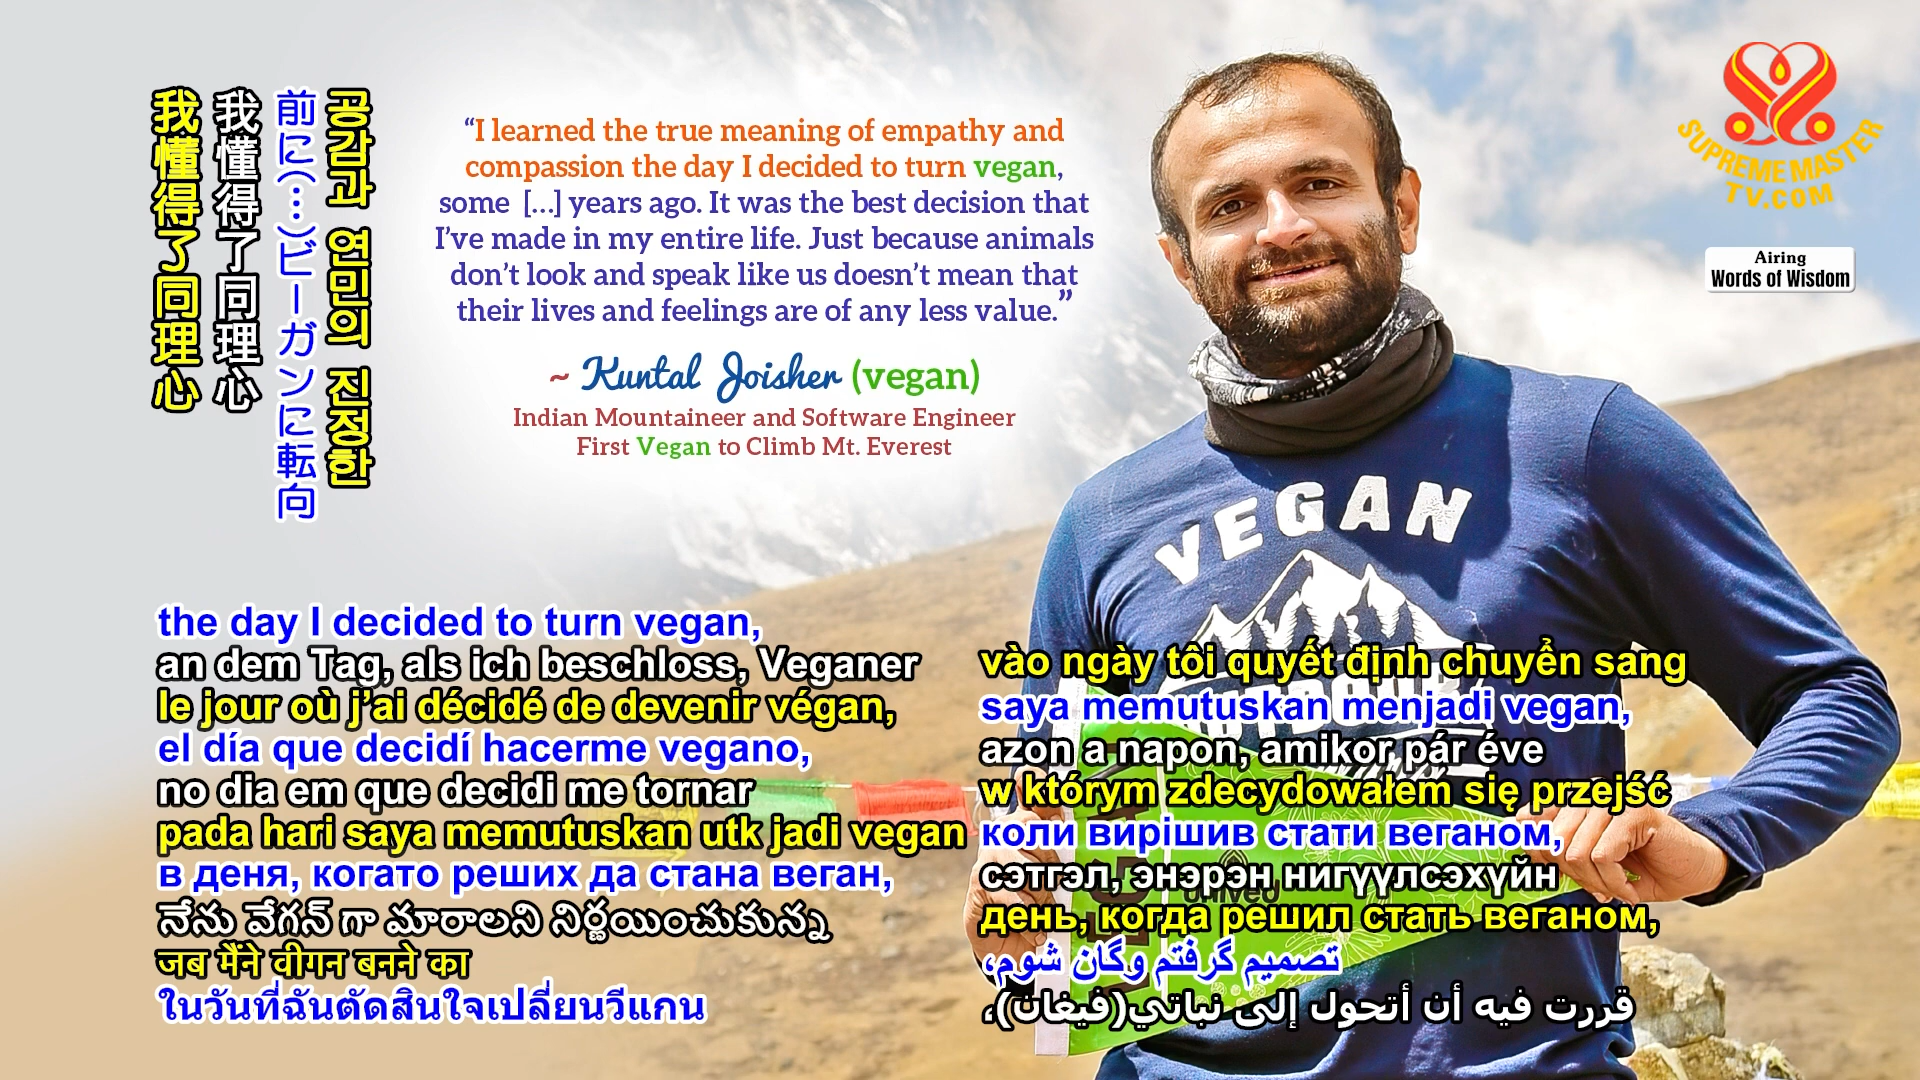 我懂得了同理心
我懂得了同理心
前に(…)ビーガンに転向
공감과 연민의 진정한
“I learned the true meaning of empathy and
compassion the day I decided to turn vegan,
some […] years ago. It was the best decision that
I’ve made in my entire life. Just because animals
don’t look and speak like us doesn’t mean that
their lives and feelings are of any less value.”
~ Kuntal Joisher (vegan)
Indian Mountaineer and Software Engineer
First Vegan to Climb Mt. Everest
SUPREME MASTER
TV.COM
Airing
Words of Wisdom
VEGAN
the day I decided to turn vegan,
an dem Tag, als ich beschloss, Veganer
le jour où j’ai décidé de devenir végan,
el día que decidí hacerme vegano,
no dia em que decidi me tornar
pada hari saya memutuskan utk jadi vegan
в деня, когато реших да стана веган,
నేను వేగన్ గా మారాలని నిర్ణయించుకున్న
जब मैंने वीगन बनने का
ในวันที่ฉันตัดสินใจเปลี่ยนวีแกน
vào ngày tôi quyết định chuyển sang
saya memutuskan menjadi vegan,
azon a napon, amikor pár éve
w którym zdecydowałem się przejść
коли вирішив стати веганом,
сэтгэл, энэрэн нигүүлсэхүйн
день, когда решил стать веганом,
تصمیم گرفتم وگان شوم،
قررت فيه أن أتحول إلى نباتي(فيغان)،